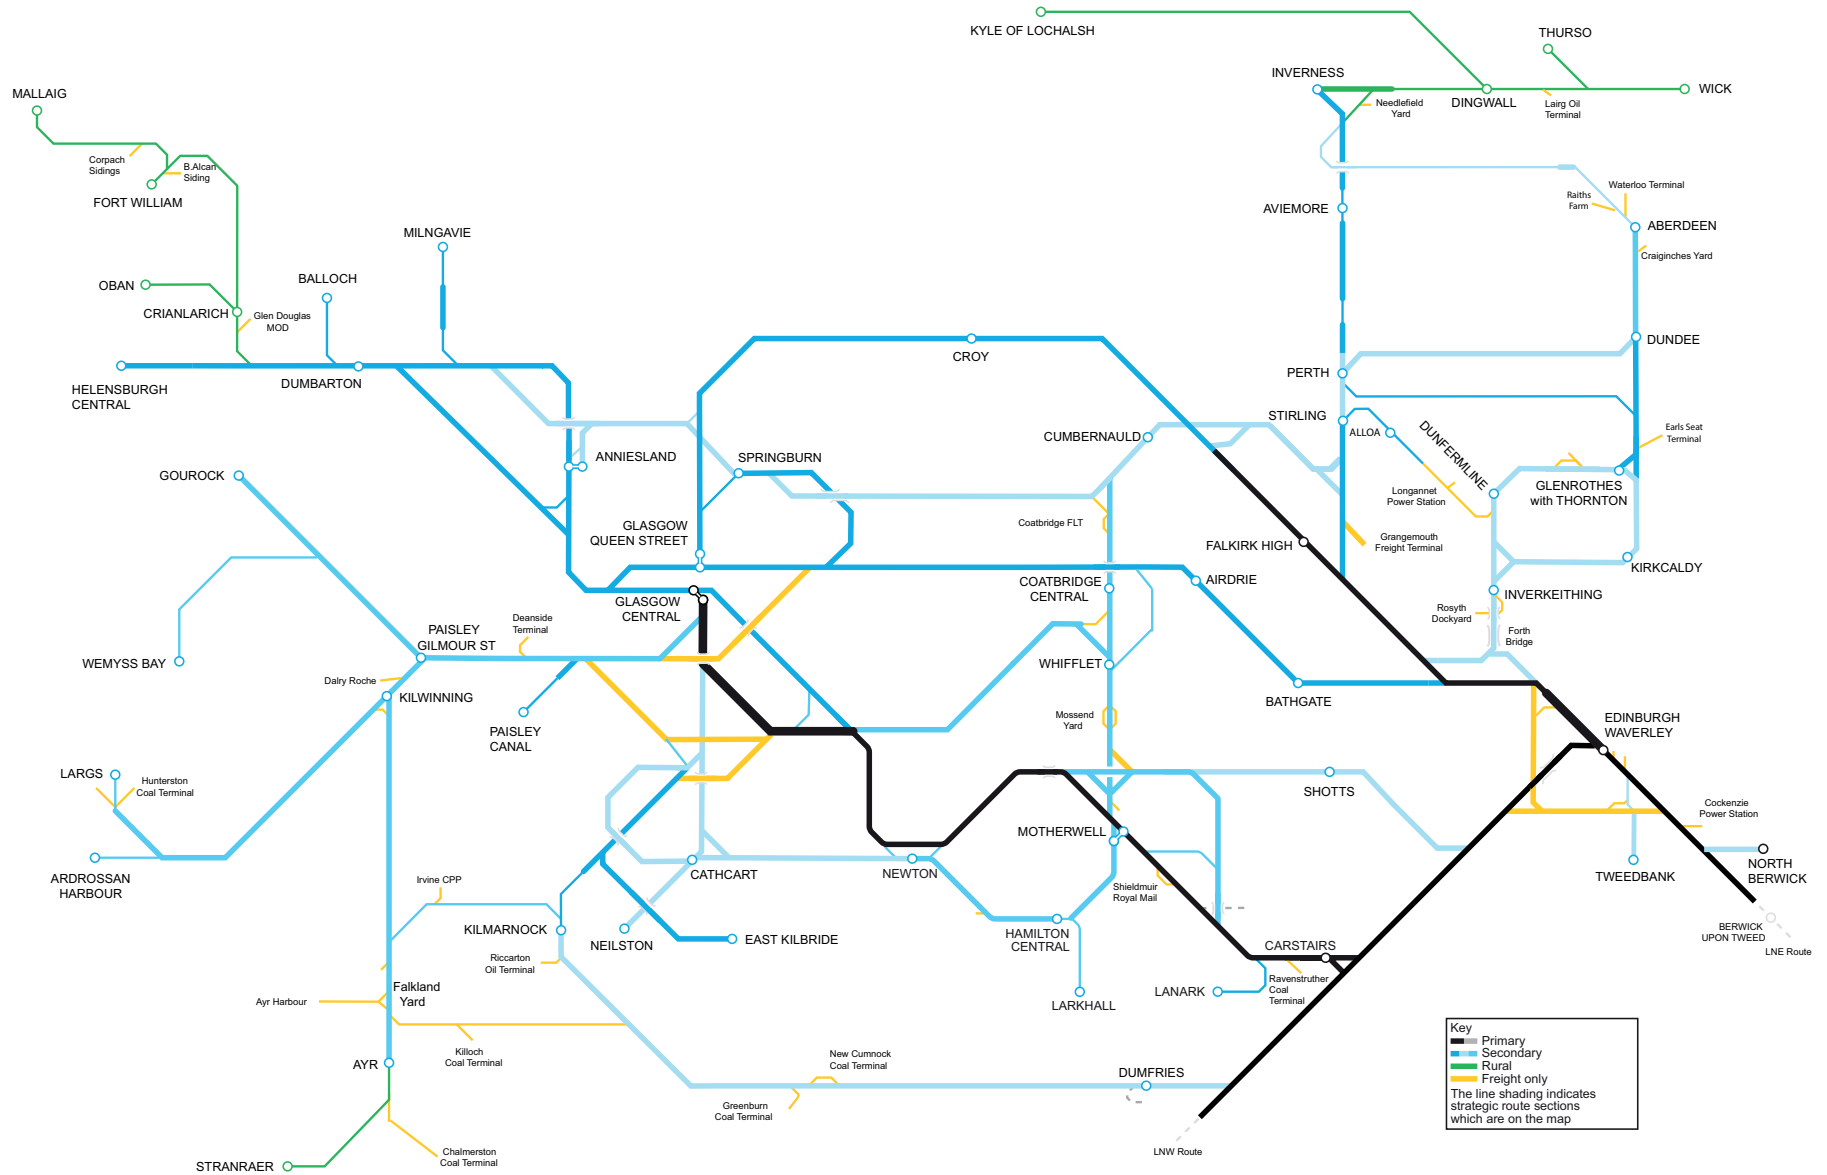 KYLE OF LOCHALSH
THURSO
INVERNESS
WICK
DINGWALL
Needlefield
Yard
Lairg Oil
Terminal
MALLAIG
Corpach
Sidings
B.Alcan
Siding
FORT WILLIAM
Waterloo Terminal
Raiths
Farm
AVIEMORE
ABERDEEN
Craiginches Yard
MILNGAVIE
BALLOCH
OBAN
CRIANLARICH
Glen Douglas
MOD
DUNDEE
CROY
HELENSBURGH
CENTRAL
DUMBARTON
PERTH
STIRLING
ALLOA
DUNFERMLINE
CUMBERNAULD
Earls Seat
Terminal
ANNIESLAND
SPRINGBURN
GOUROCK
GLENROTHES
with THORNTON
Longannet
Power Station
GLASGOW
QUEEN STREET
Coatbridge FLT
FALKIRK HIGH
Grangemouth
Freight Terminal
KIRKCALDY
COATBRIDGE
CENTRAL
AIRDRIE
INVERKEITHING
GLASGOW
CENTRAL
Rosyth
Dockyard
Forth
Bridge
Deanside
Terminal
PAISLEY
GILMOUR ST
WEMYSS BAY
WHIFFLET
Dalry Roche
KILWINNING
BATHGATE
PAISLEY
CANAL
Mossend
Yard
EDINBURGH
WAVERLEY
LARGS
Hunterston
Coal Terminal
SHOTTS
Cockenzie
Power Station
MOTHERWELL
ARDROSSAN
HARBOUR
CATHCART
NEWTON
TWEEDBANK
NORTH
BERWICK
Irvine CPP
Shieldmuir
Royal Mail
KILMARNOCK
NEILSTON
EAST KILBRIDE
HAMILTON
CENTRAL
BERWICK
UPON TWEED
LNE Route
CARSTAIRS
Riccarton
Oil Terminal
Ravenstruther
Coal
Terminal
Falkland
Yard
Ayr Harbour
LARKHALL
LANARK
Killoch
Coal Terminal
AYR
New Cumnock
Coal Terminal
DUMFRIES
Greenburn
Coal Terminal
Key
Primary
Secondary
Rural
Freight only
The line shading indicates
strategic route sections
which are on the map
LNW Route
Chalmerston
Coal Terminal
STRANRAER